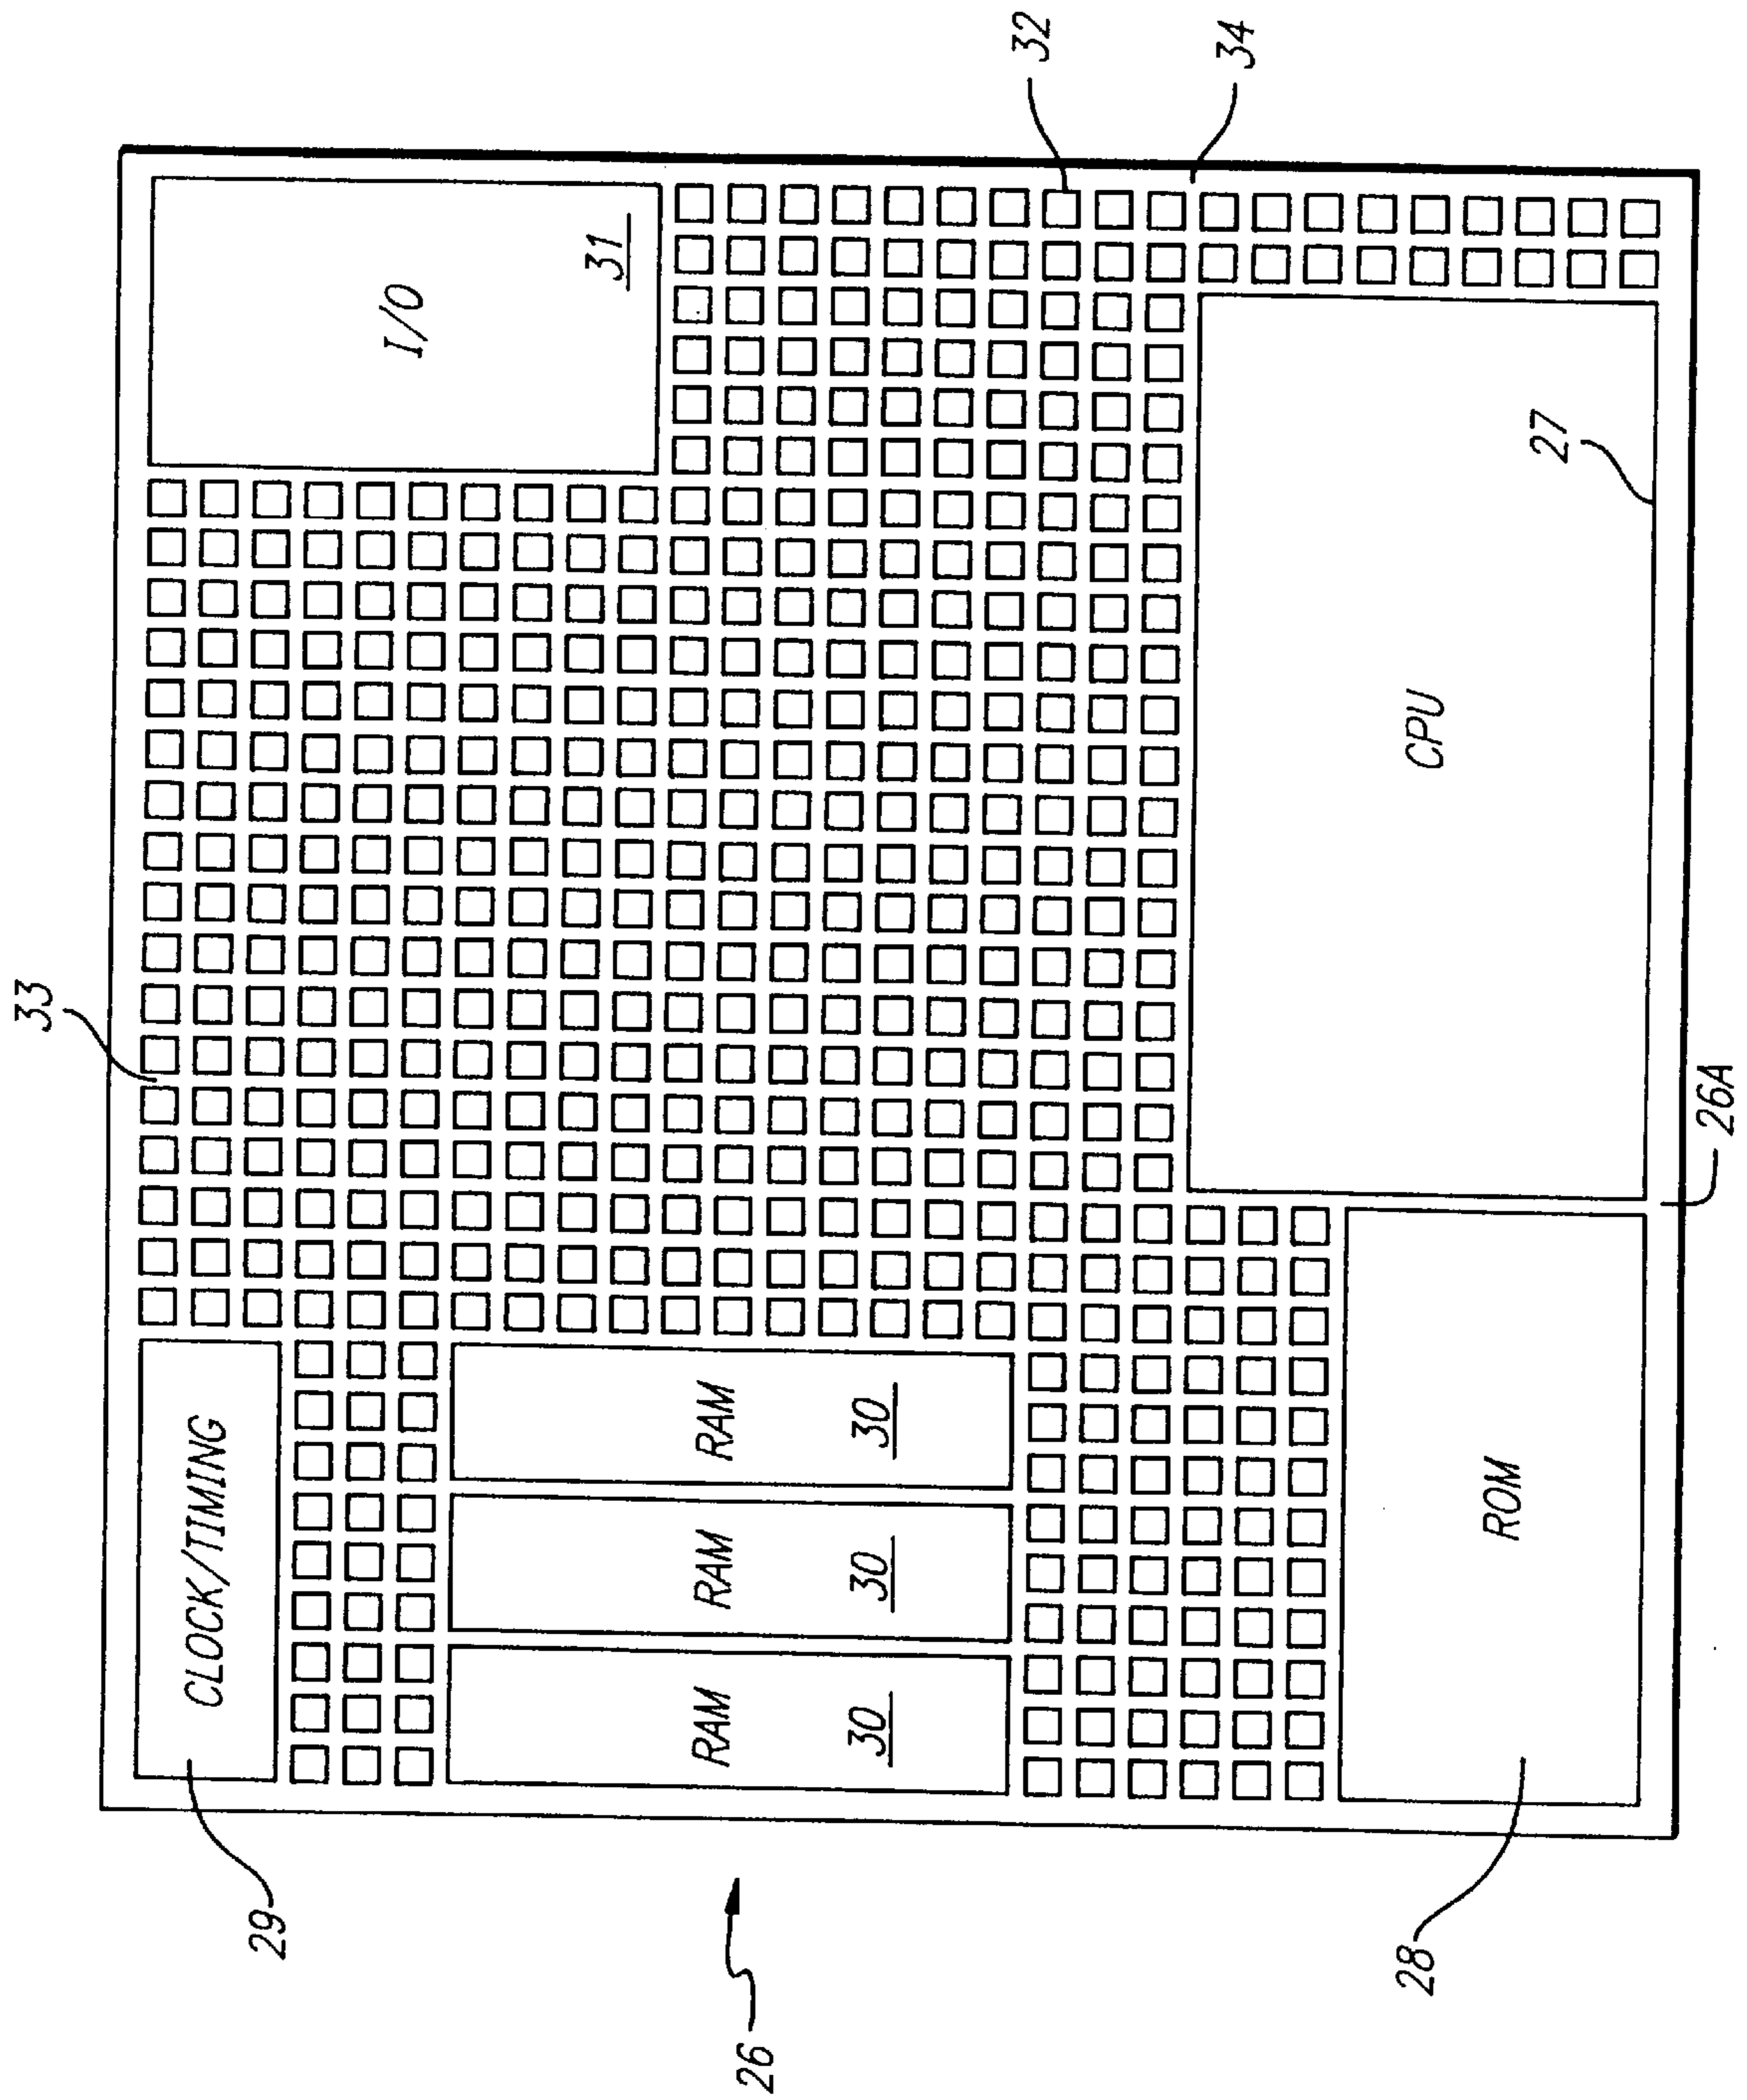 26
29
CLOCK/TIMING
33
I/O
31
RAM
30
RAM
30
RAM
30
32
34
28
ROM
26A
CPU
27